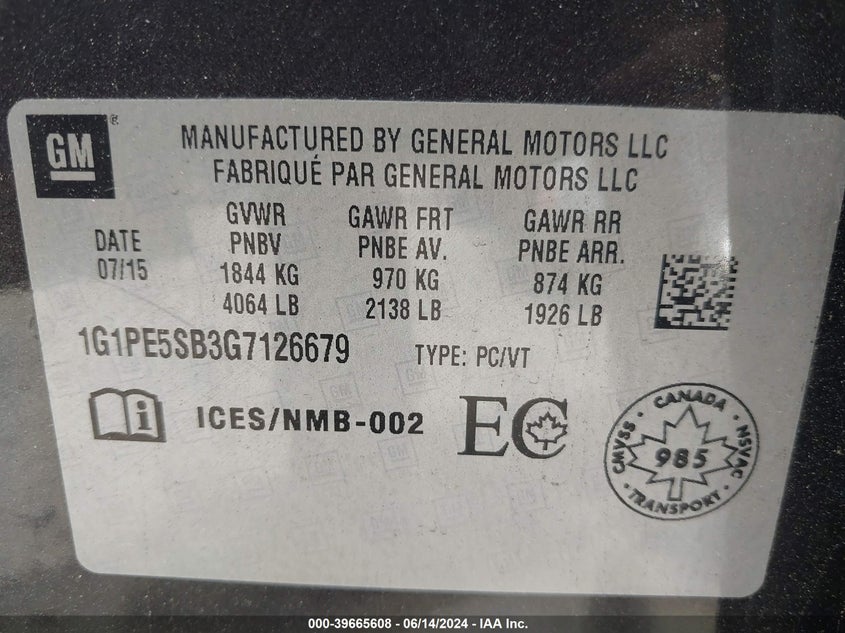 GM
MANUFACTURED BY GENERAL MOTORS LLC
FABRIQUÉ PAR GENERAL MOTORS LLC
DATE
07/15
GVWR
PNBV
1844 KG
4064 LB
GAWR FRT
PNBE AV.
970 KG
2138 LB
GAWR RR
PNBE ARR.
874 KG
1926 LB
1G1PE5SB3G7126679 TYPE: PC/VT
i ICES/NMB-002 EC
CANADA
CMVSS 985 NSVAC
TRANSPORT
000-39665608 - 06/14/2024 - IAA Inc.